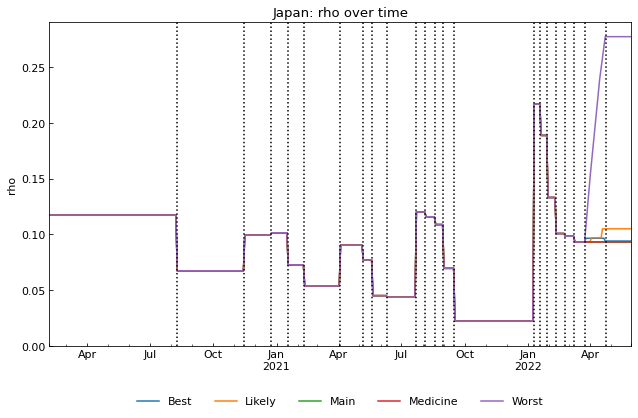 Japan: rho over time
rho
0.25
0.20
0.15
0.10
0.05
0.00
Apr Jul Oct Jan Apr Jul Oct Jan Apr
2021 2022
Best Likely Main Medicine Worst